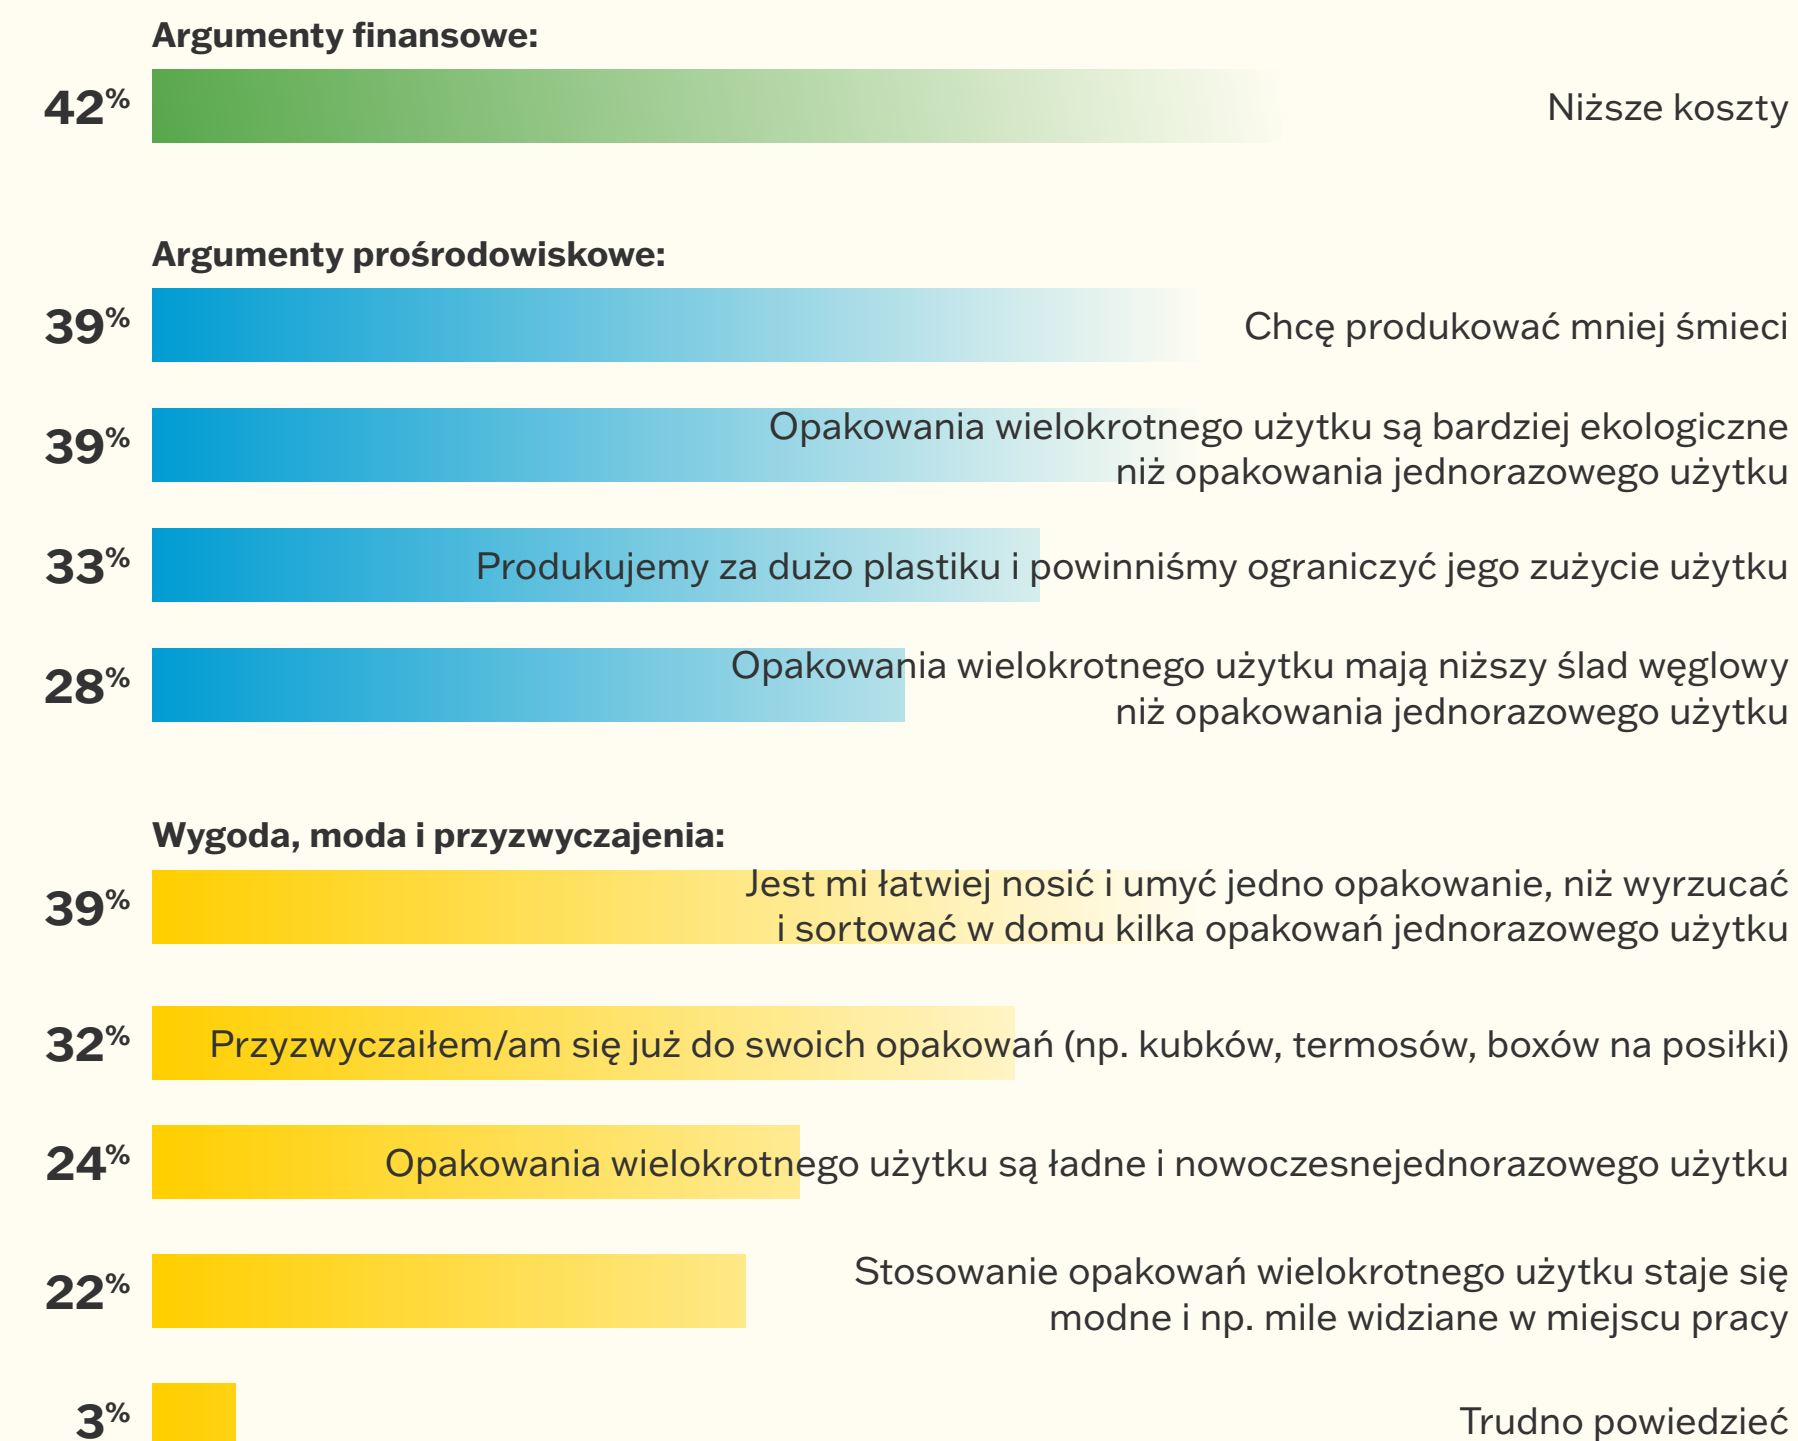 Argumenty finansowe:
42% Niższe koszty
Argumenty prośrodowiskowe:
39% Chcę produkować mniej śmieci
39% Opakowania wielokrotnego użytku są bardziej ekologiczne
niż opakowania jednorazowego użytku
33% Produkujemy za dużo plastiku i powinniśmy ograniczyć jego zużycie użytku
28% Opakowania wielokrotnego użytku mają niższy ślad węglowy
niż opakowania jednorazowego użytku
Wygoda, moda i przyzwyczajenia:
39% Jest mi łatwiej nosić i umyć jedno opakowanie, niż wyrzucać
i sortować w domu kilka opakowań jednorazowego użytku
32% Przyzwyczaiłem/am się już do swoich opakowań (np. kubków, termosów, boxów na posiłki)
24% Opakowania wielokrotnego użytku są ładne i nowoczesnejednorazowego użytku
22% Stosowanie opakowań wielokrotnego użytku staje się
modne i np. mile widziane w miejscu pracy
3% Trudno powiedzieć